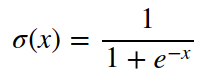 σ(x) = 1 / (1 + e^{-x})